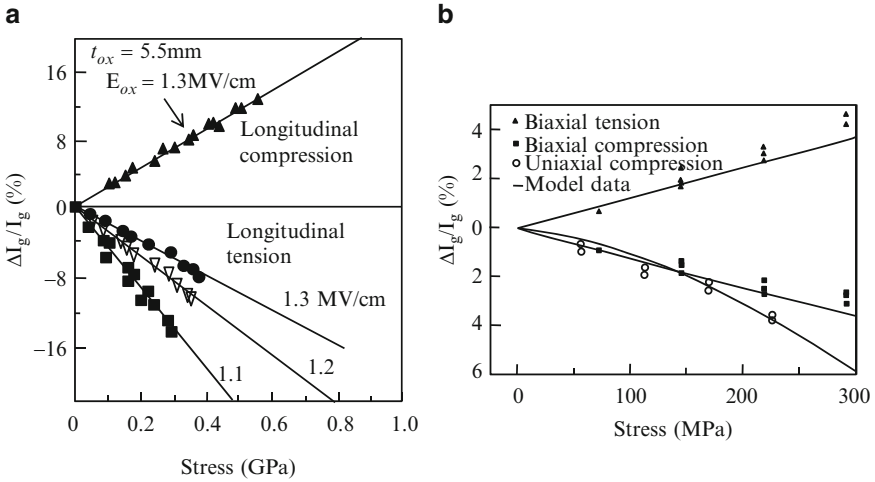 a
t_ox = 5.5mm
E_ox = 1.3MV/cm
Longitudinal
compression
Longitudinal
tension
1.3 MV/cm
1.2
1.1
16
8
0
−8
−16
ΔI_g/I_g (%)
0 0.2 0.4 0.6 0.8 1.0
Stress (GPa)
b
Biaxial tension
Biaxial compression
Uniaxial compression
Model data
4
2
0
2
4
6
ΔI_g/I_g (%)
0 100 200 300
Stress (MPa)